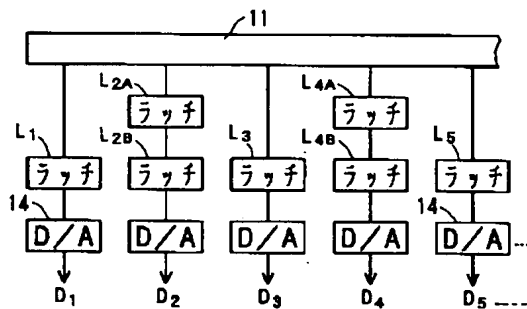 11
L2A L4A
ラッチ ラッチ
L1 L2B L3 L4B L5
ラッチ ラッチ ラッチ ラッチ ラッチ
14 14
D/A D/A D/A D/A D/A ---
D1 D2 D3 D4 D5 ----